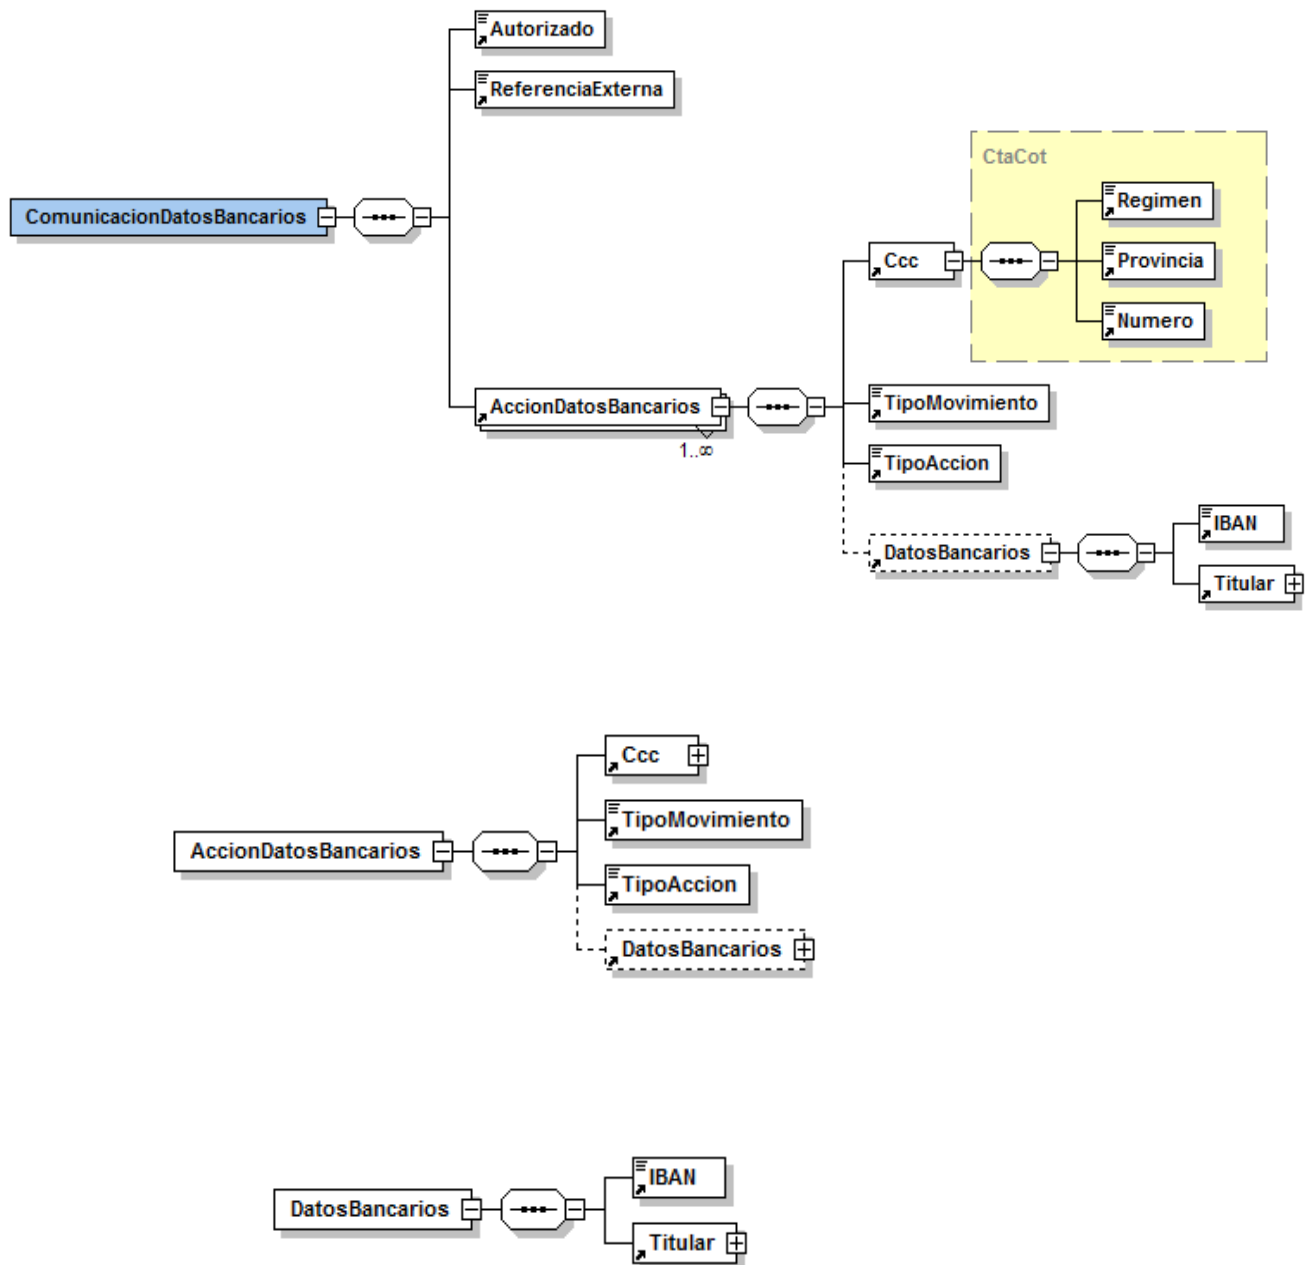 Autorizado
ReferenciaExterna
CtaCot
Regimen
ComunicacionDatosBancarios
Ccc
Provincia
Numero
AccionDatosBancarios
1..∞
TipoMovimiento
TipoAccion
DatosBancarios
IBAN
Titular
Ccc
TipoMovimiento
AccionDatosBancarios
TipoAccion
DatosBancarios
IBAN
DatosBancarios
Titular